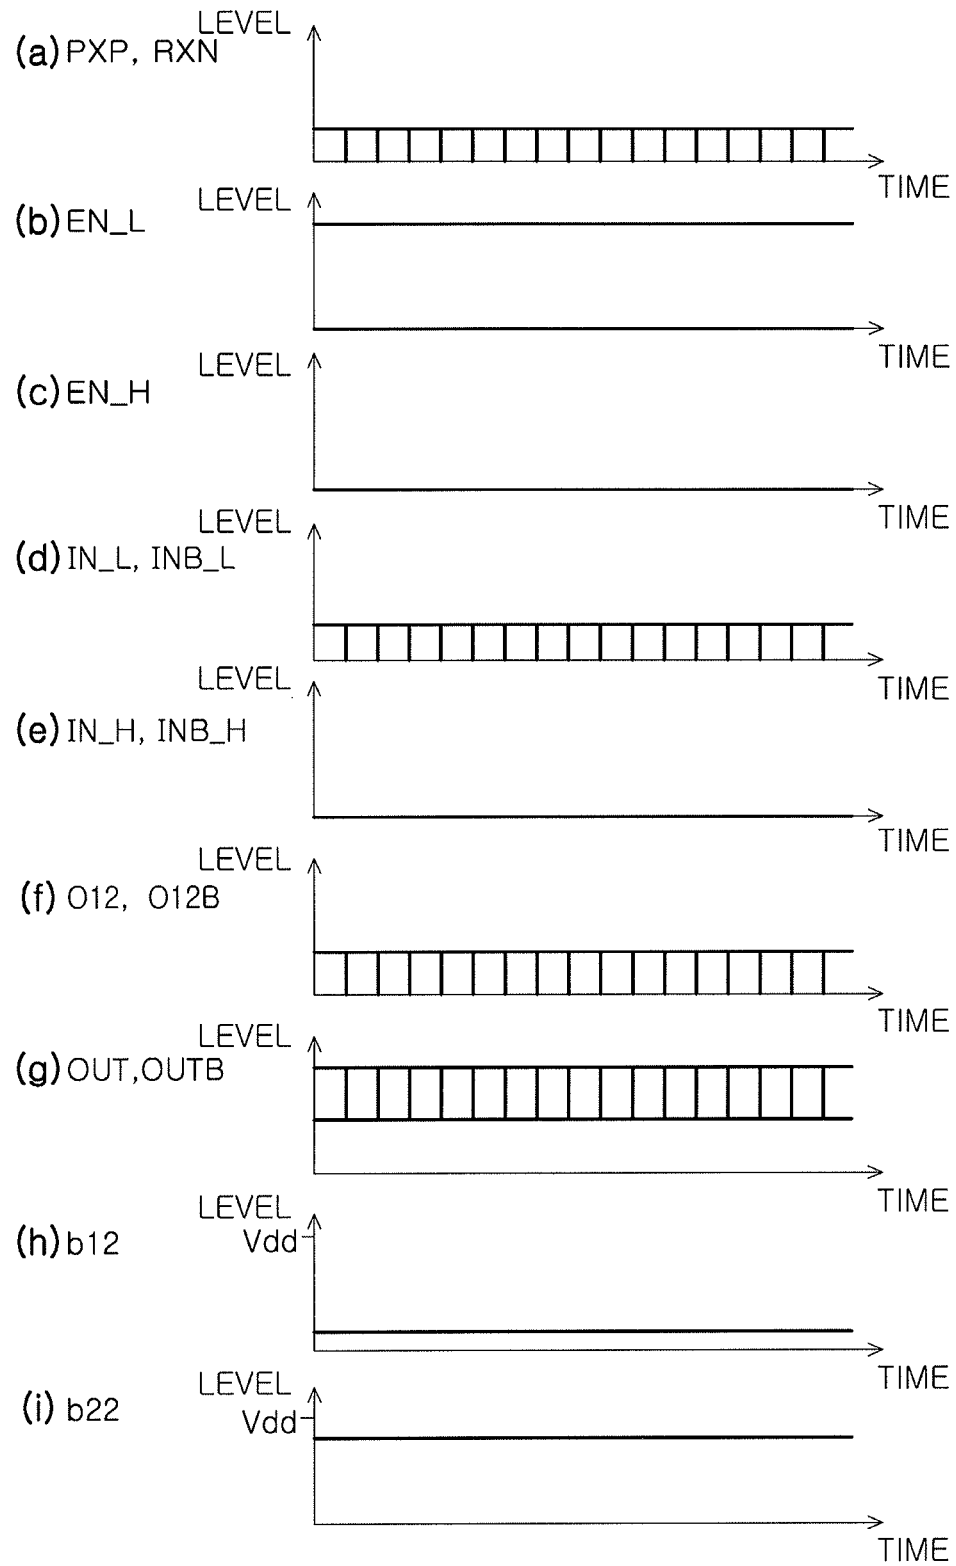 LEVEL
(a) PXP, RXN
TIME
LEVEL
(b) EN_L
TIME
LEVEL
(c) EN_H
TIME
LEVEL
(d) IN_L, INB_L
TIME
LEVEL
(e) IN_H, INB_H
TIME
LEVEL
(f) O12, O12B
TIME
LEVEL
(g) OUT,OUTB
TIME
LEVEL
(h) b12
Vdd
TIME
LEVEL
(i) b22
Vdd
TIME